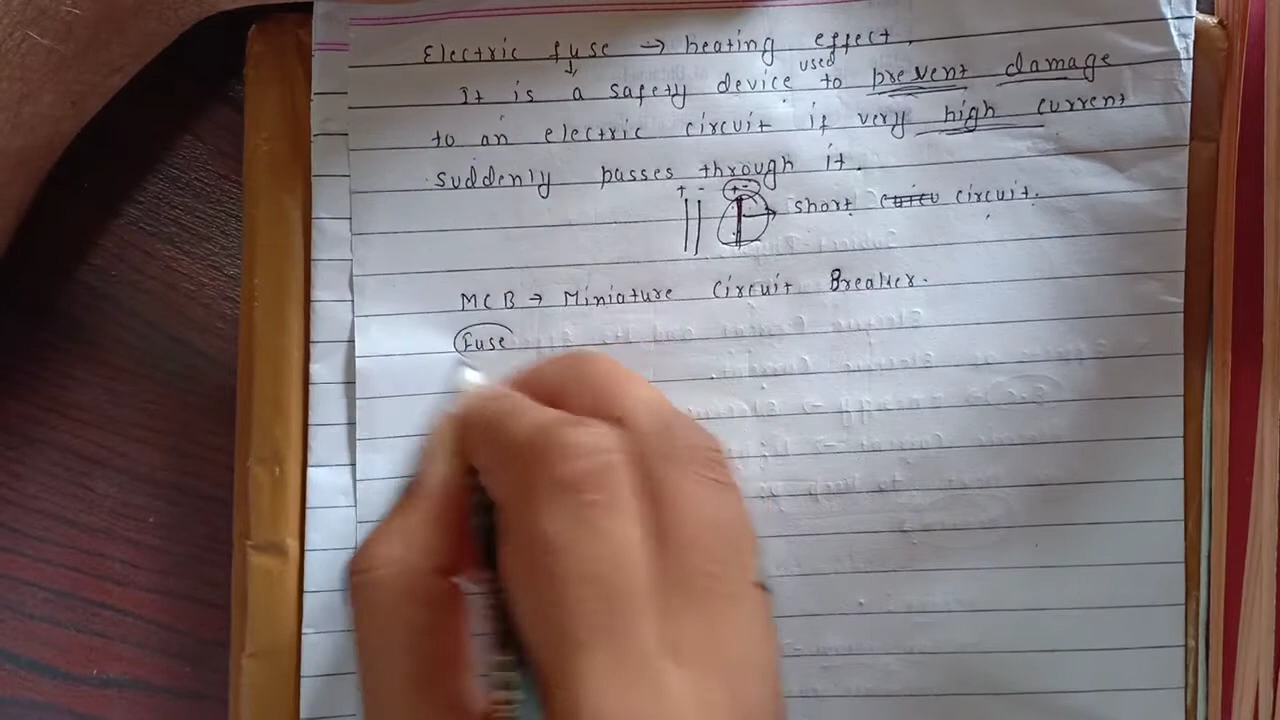 Electric fuse → heating effect.
used
It is a safety device to prevent damage
to an electric circuit if very high current
suddenly passes through it.
+ - + -
short circuit.
MCB → Miniature Circuit Breaker.
Fuse